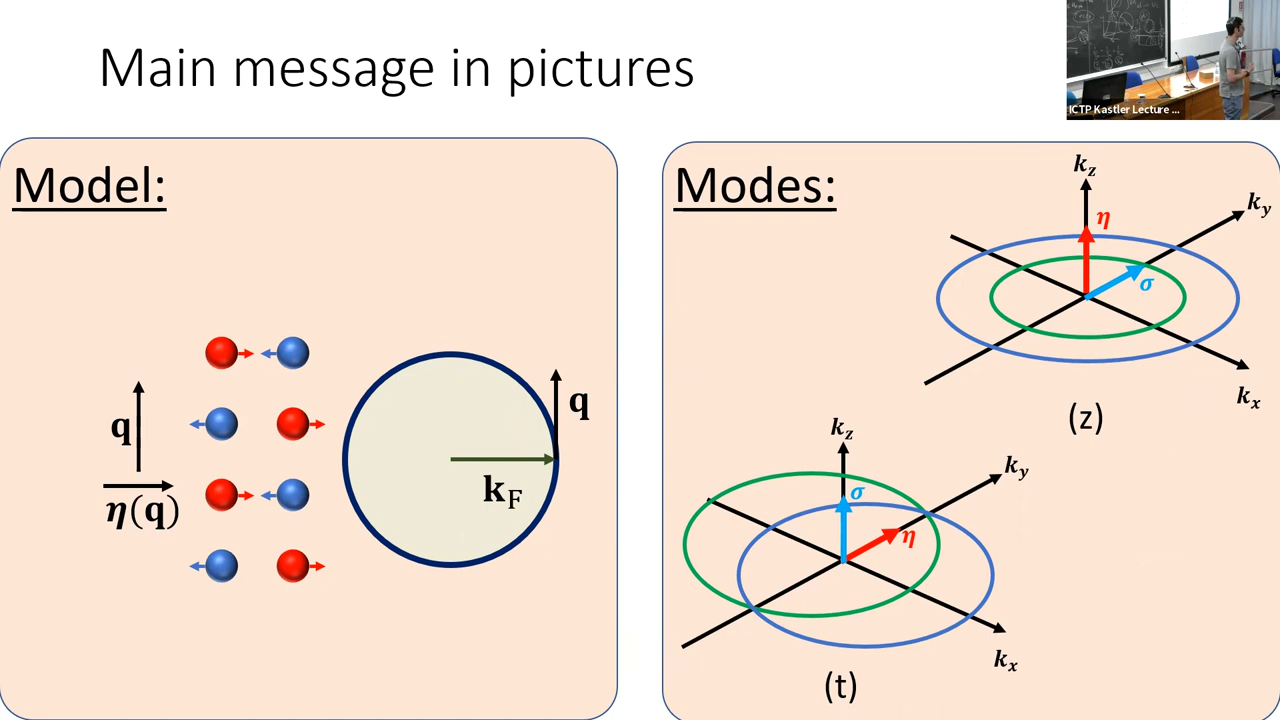 Main message in pictures
ICTP Kastler Lecture ...
Model:
q
η(q)
q
k_F
Modes:
k_z
k_y
η
σ
k_x
(z)
k_z
k_y
σ
η
k_x
(t)